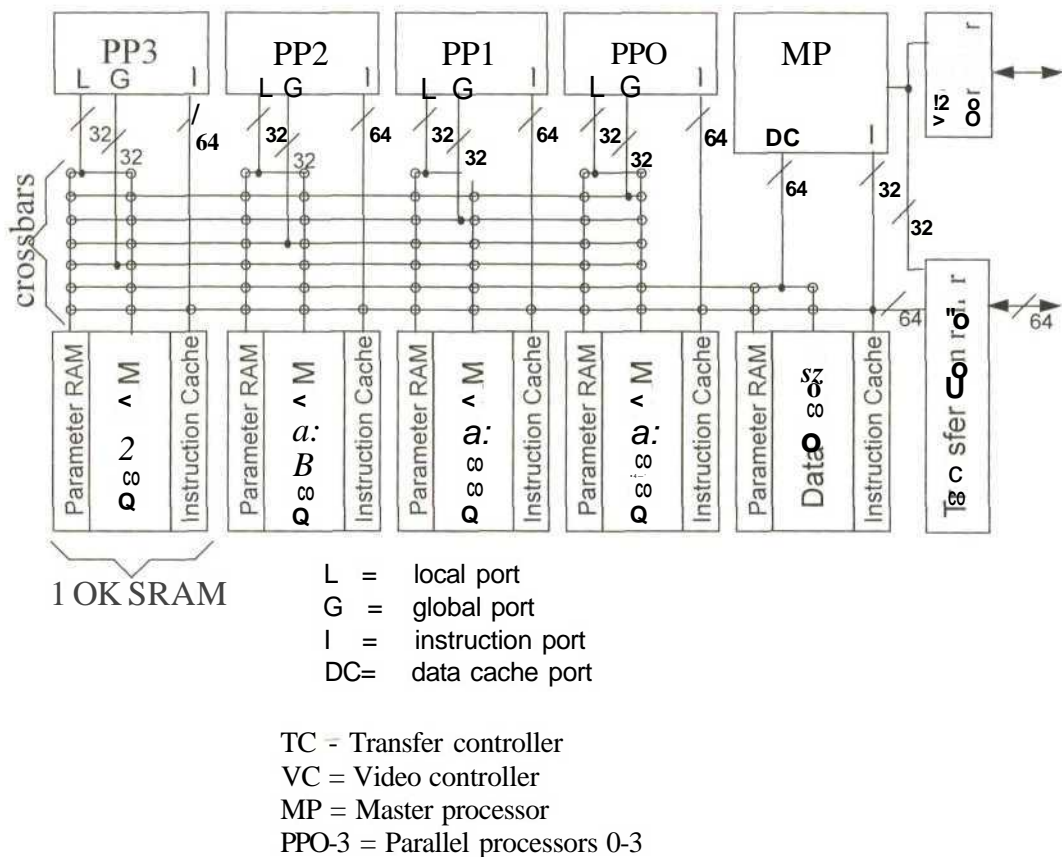 PP3 PP2 PP1 PPO MP
L G I L G I L G I L G I
DC I
32 64 32 64 32 64 32 64
32 32 32 32
64 32
32
crossbars
64 64
Parameter RAM
Instruction Cache
Parameter RAM
Instruction Cache
Parameter RAM
Instruction Cache
Parameter RAM
Instruction Cache
Parameter RAM
Data
Instruction Cache
sfer
1 OK SRAM
L = local port
G = global port
I = instruction port
DC= data cache port
TC - Transfer controller
VC = Video controller
MP = Master processor
PPO-3 = Parallel processors 0-3